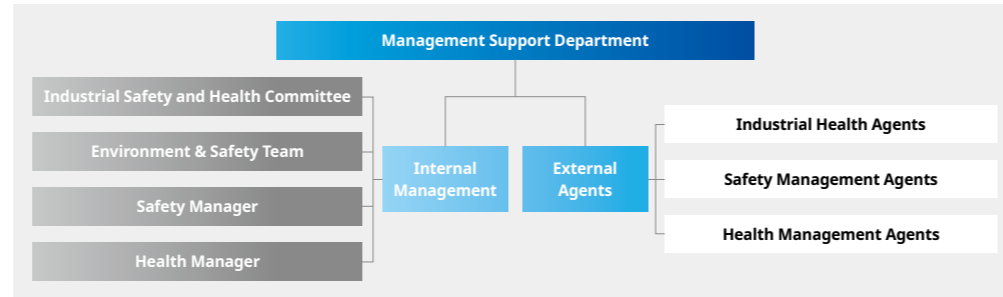 Management Support Department
Industrial Safety and Health Committee
Environment & Safety Team
Safety Manager
Health Manager
Internal
Management
External
Agents
Industrial Health Agents
Safety Management Agents
Health Management Agents